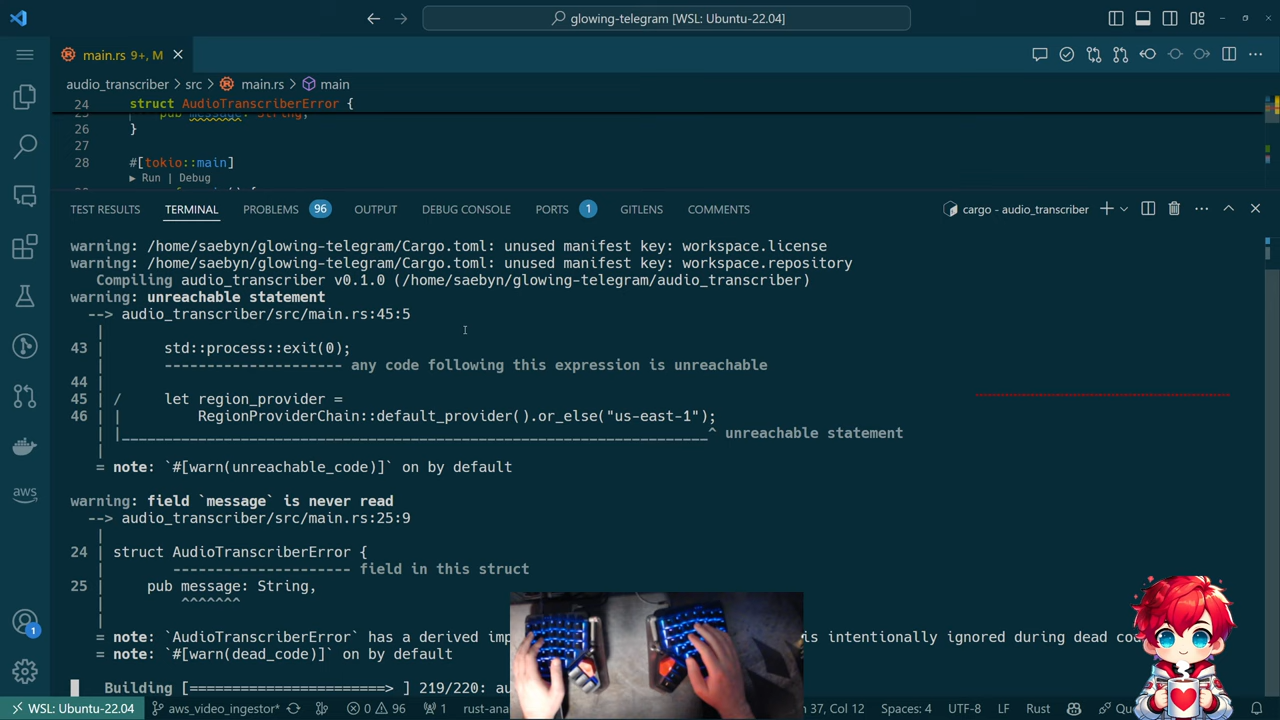 glowing-telegram [WSL: Ubuntu-22.04]
main.rs 9+, M
audio_transcriber > src > main.rs > main
24 struct AudioTranscriberError {
25 pub message: String,
26 }
27
28 #[tokio::main]
▶ Run | Debug
TEST RESULTS TERMINAL PROBLEMS 96 OUTPUT DEBUG CONSOLE PORTS 1 GITLENS COMMENTS cargo - audio_transcriber
warning: /home/saebyn/glowing-telegram/Cargo.toml: unused manifest key: workspace.license
warning: /home/saebyn/glowing-telegram/Cargo.toml: unused manifest key: workspace.repository
Compiling audio_transcriber v0.1.0 (/home/saebyn/glowing-telegram/audio_transcriber)
warning: unreachable statement
--> audio_transcriber/src/main.rs:45:5
|
43 | std::process::exit(0);
| --------------------- any code following this expression is unreachable
44 |
45 | / let region_provider =
46 | | RegionProviderChain::default_provider().or_else("us-east-1");
| |_____________________________________________________________________^ unreachable statement
|
= note: `#[warn(unreachable_code)]` on by default
warning: field `message` is never read
--> audio_transcriber/src/main.rs:25:9
|
24 | struct AudioTranscriberError {
| --------------------- field in this struct
25 | pub message: String,
| ^^^^^^^
|
= note: `AudioTranscriberError` has a derived is intentionally ignored during dead
= note: `#[warn(dead_code)]` on by default
Building [=======================> ] 219/220:
aws
1
WSL: Ubuntu-22.04 aws_video_ingestor* 0 96 1 37, Col 12 Spaces: 4 UTF-8 LF Rust